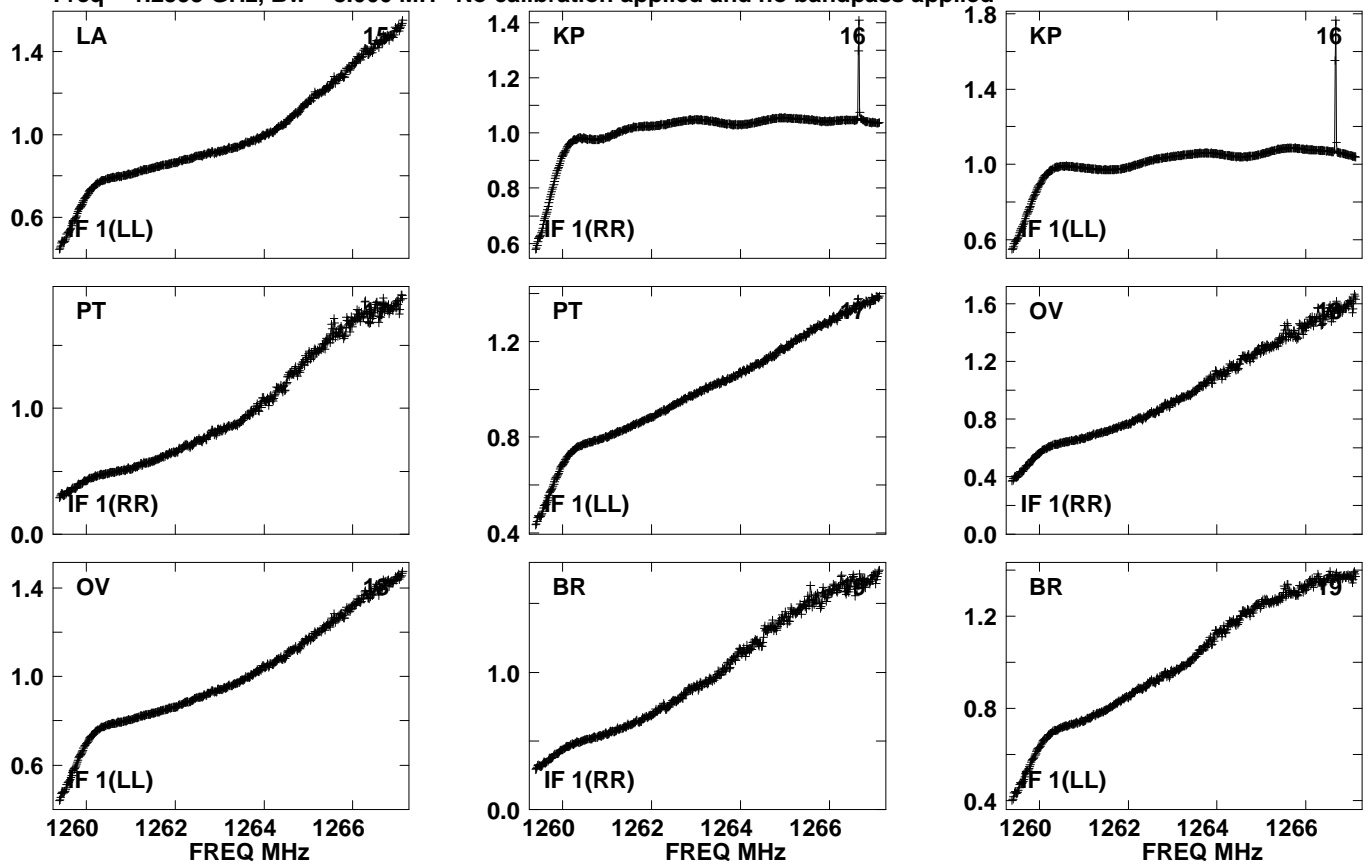 Freq GHz, No calibration applied and no bandpass applied
LA 15
1.4
1.0
0.6
IF 1(LL)
KP 16
1.4
1.2
1.0
0.8
0.6
IF 1(RR)
KP 16
1.8
1.4
1.0
0.6
IF 1(LL)
PT
1.0
0.0
IF 1(RR)
PT 17
1.2
0.8
0.4
IF 1(LL)
OV
1.6
1.2
0.8
0.4
0.0
IF 1(RR)
OV
1.4
1.0
0.6
IF 1(LL)
1260 1262 1264 1266
FREQ MHz
BR
1.0
0.0
IF 1(RR)
1260 1262 1264 1266
FREQ MHz
BR 19
1.2
0.8
0.4
IF 1(LL)
1260 1262 1264 1266
FREQ MHz